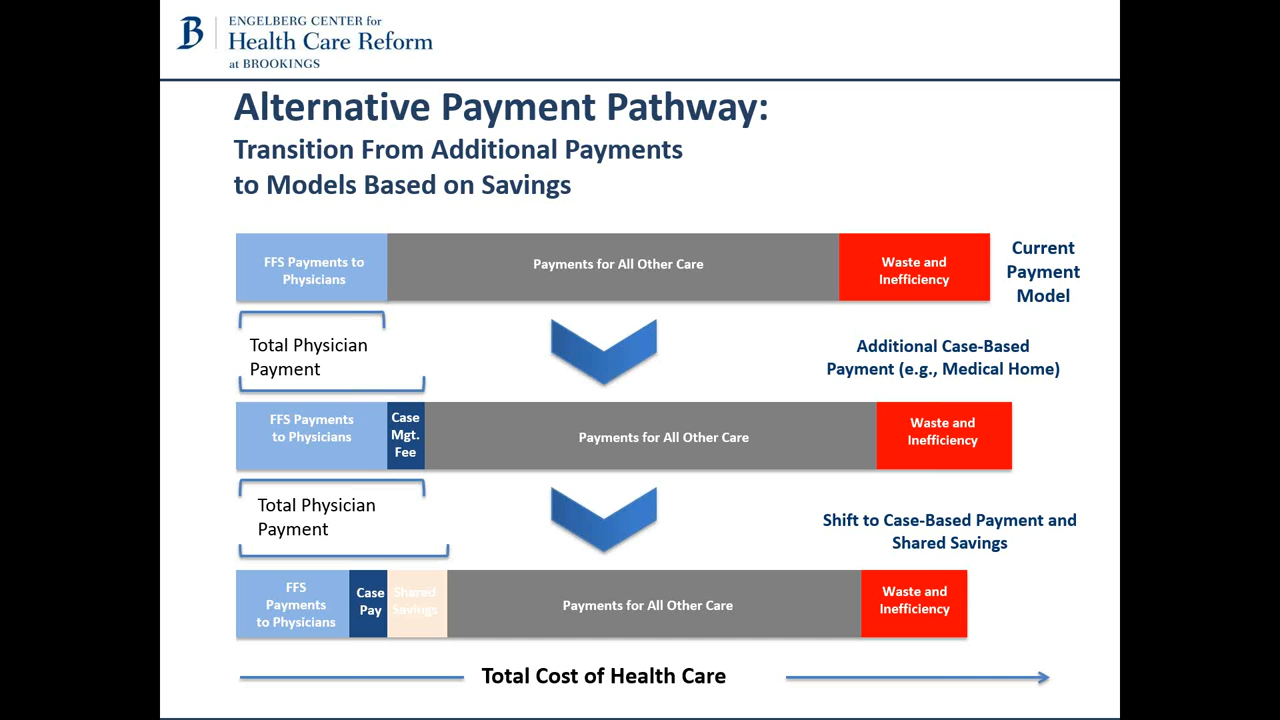 B
ENGELBERG CENTER for
Health Care Reform
at BROOKINGS
Alternative Payment Pathway:
Transition From Additional Payments
to Models Based on Savings
FFS Payments to
Physicians
Payments for All Other Care
Waste and
Inefficiency
Current
Payment
Model
Total Physician
Payment
Additional Case-Based
Payment (e.g., Medical Home)
FFS Payments
to Physicians
Case
Mgt.
Fee
Payments for All Other Care
Waste and
Inefficiency
Total Physician
Payment
Shift to Case-Based Payment and
Shared Savings
FFS
Payments
to Physicians
Case
Pay
Shared
Savings
Payments for All Other Care
Waste and
Inefficiency
Total Cost of Health Care